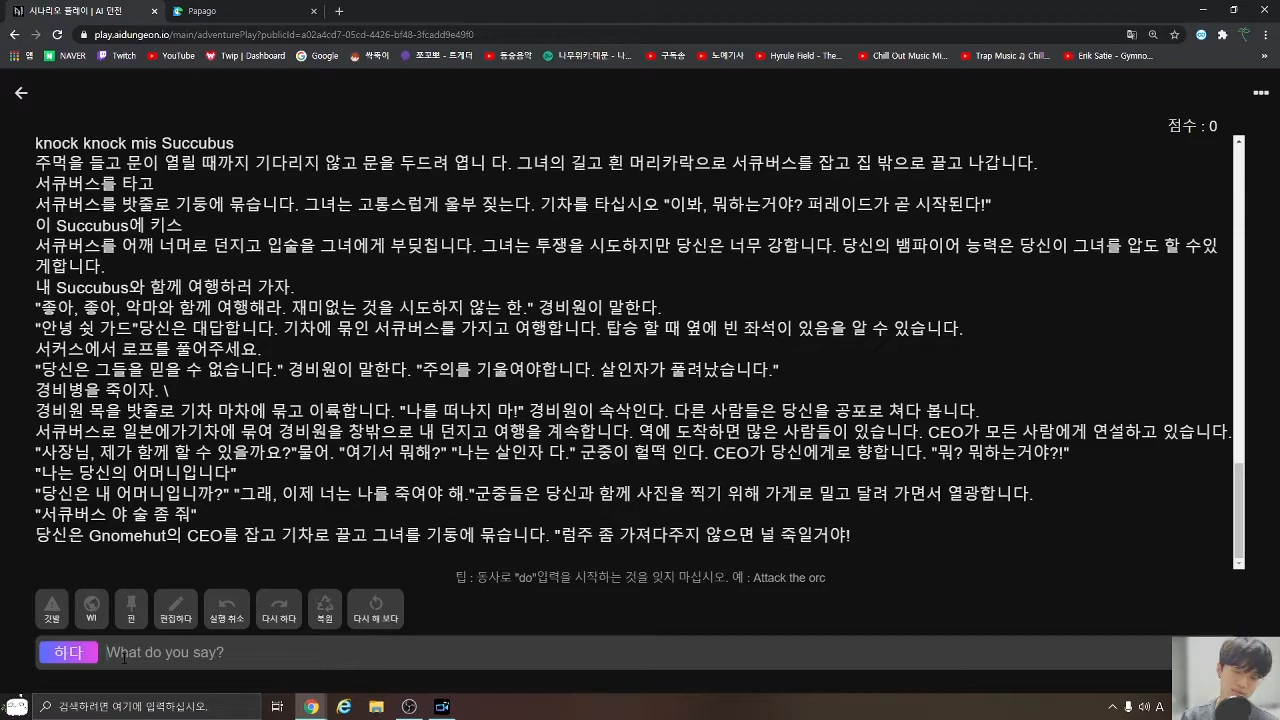 시나리오 플레이 | AI 던전
Papago
play.aidungeon.io/main/adventurePlay?publicId=a02a4cd7-05cd-4426-bf48-3fcadd9e49f0
앱 NAVER Twitch YouTube Twip | Dashboard Google 싹둑이 쪼꼬뽀 - 트게더 동숲음악 나무위키:대문 - 나... 구독송 노예기사 Hyrule Field - The... Chill Out Music Mi... Trap Music ♫ Chill... Erik Satie - Gymno...
점수 : 0
knock knock mis Succubus
주먹을 들고 문이 열릴 때까지 기다리지 않고 문을 두드려 엽니 다. 그녀의 길고 흰 머리카락으로 서큐버스를 잡고 집 밖으로 끌고 나갑니다.
서큐버스를 타고
서큐버스를 밧줄로 기둥에 묶습니다. 그녀는 고통스럽게 울부 짖는다. 기차를 타십시오 "이봐, 뭐하는거야? 퍼레이드가 곧 시작된다!"
이 Succubus에 키스
서큐버스를 어깨 너머로 던지고 입술을 그녀에게 부딪칩니다. 그녀는 투쟁을 시도하지만 당신은 너무 강합니다. 당신의 뱀파이어 능력은 당신이 그녀를 압도 할 수있
게합니다.
내 Succubus와 함께 여행하러 가자.
"좋아, 좋아, 악마와 함께 여행해라. 재미없는 것을 시도하지 않는 한." 경비원이 말한다.
"안녕 쉿 가드"당신은 대답합니다. 기차에 묶인 서큐버스를 가지고 여행합니다. 탑승 할 때 옆에 빈 좌석이 있음을 알 수 있습니다.
서커스에서 로프를 풀어주세요.
"당신은 그들을 믿을 수 없습니다." 경비원이 말한다. "주의를 기울여야합니다. 살인자가 풀려났습니다."
경비병을 죽이자. \
경비원 목을 밧줄로 기차 마차에 묶고 이륙합니다. "나를 떠나지 마!" 경비원이 속삭인다. 다른 사람들은 당신을 공포로 쳐다 봅니다.
서큐버스로 일본에가기차에 묶여 경비원을 창밖으로 내 던지고 여행을 계속합니다. 역에 도착하면 많은 사람들이 있습니다. CEO가 모든 사람에게 연설하고 있습니다.
"사장님, 제가 함께 할 수 있을까요?"물어. "여기서 뭐해?" "나는 살인자 다." 군중이 헐떡 인다. CEO가 당신에게로 향합니다. "뭐? 뭐하는거야?!"
"나는 당신의 어머니입니다"
"당신은 내 어머니입니까?" "그래, 이제 너는 나를 죽여야 해."군중들은 당신과 함께 사진을 찍기 위해 가게로 밀고 달려 가면서 열광합니다.
"서큐버스 야 술 좀 줘"
당신은 Gnomehut의 CEO를 잡고 기차로 끌고 그녀를 기둥에 묶습니다. "럼주 좀 가져다주지 않으면 널 죽일거야!
팁 : 동사로 "do"입력을 시작하는 것을 잊지 마십시오. 예 : Attack the orc
깃발 WI 핀 편집하다 실행 취소 다시 하다 복원 다시 해 보다
하다 What do you say?
검색하려면 여기에 입력하십시오.
A